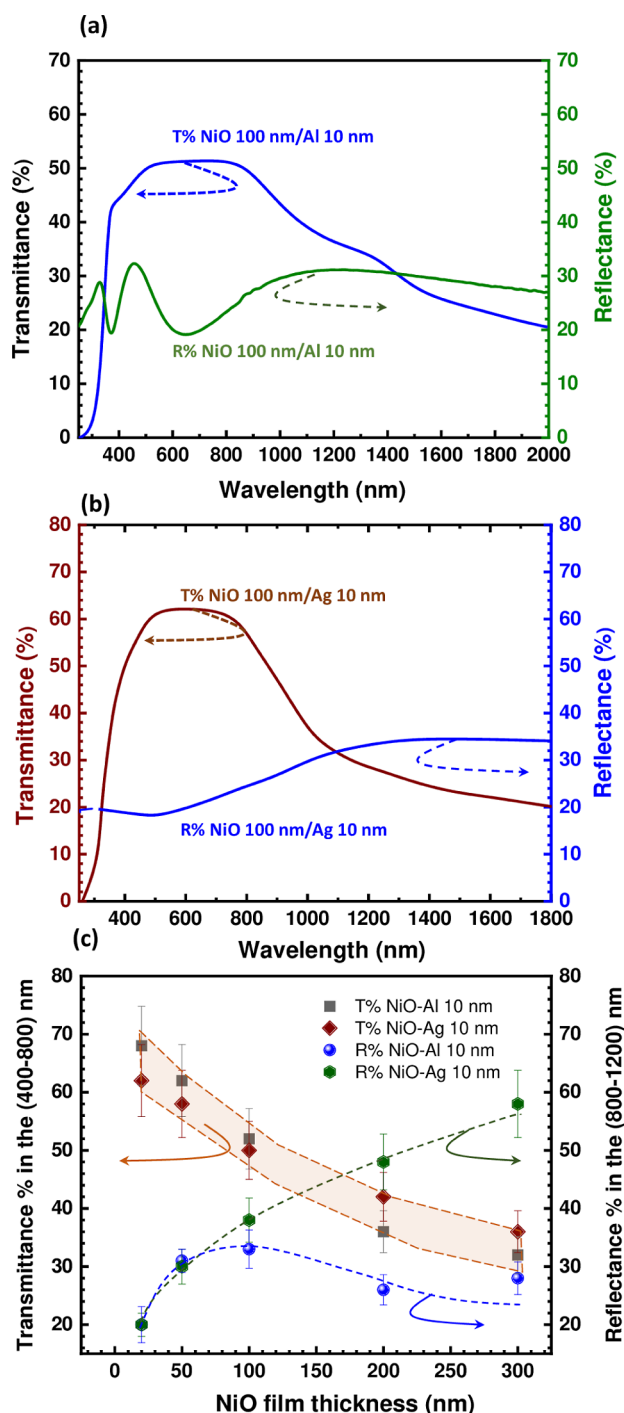 (a)
70
60
50
40
30
20
10
0
Transmittance (%)
T% NiO 100 nm/Al 10 nm
R% NiO 100 nm/Al 10 nm
70
60
50
40
30
20
10
0
Reflectance (%)
400 600 800 1000 1200 1400 1600 1800 2000
Wavelength (nm)
(b)
80
70
60
50
40
30
20
10
0
Transmittance (%)
T% NiO 100 nm/Ag 10 nm
R% NiO 100 nm/Ag 10 nm
80
70
60
50
40
30
20
10
0
Reflectance (%)
400 600 800 1000 1200 1400 1600 1800
Wavelength (nm)
(c)
80
70
60
50
40
30
20
Transmittance % in the (400-800) nm
T% NiO-Al 10 nm
T% NiO-Ag 10 nm
R% NiO-Al 10 nm
R% NiO-Ag 10 nm
80
70
60
50
40
30
20
Reflectance % in the (800-1200) nm
0 50 100 150 200 250 300
NiO film thickness (nm)